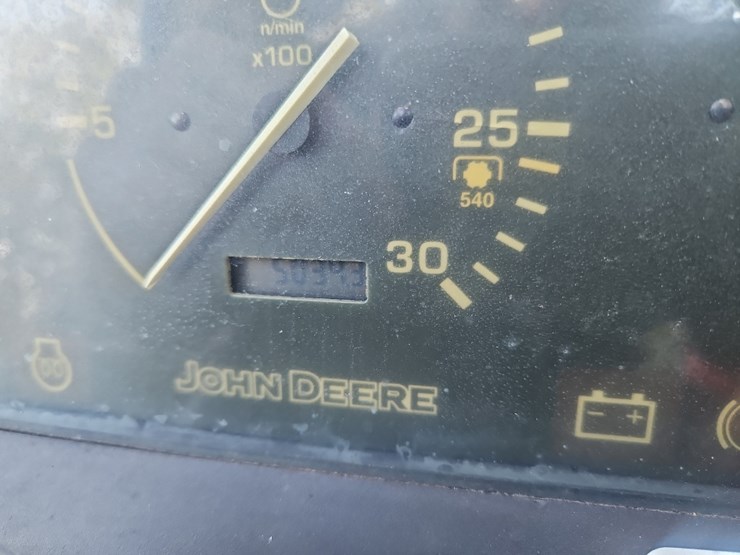 n/min
x100
5
25
540
30
JOHN DEERE
- +